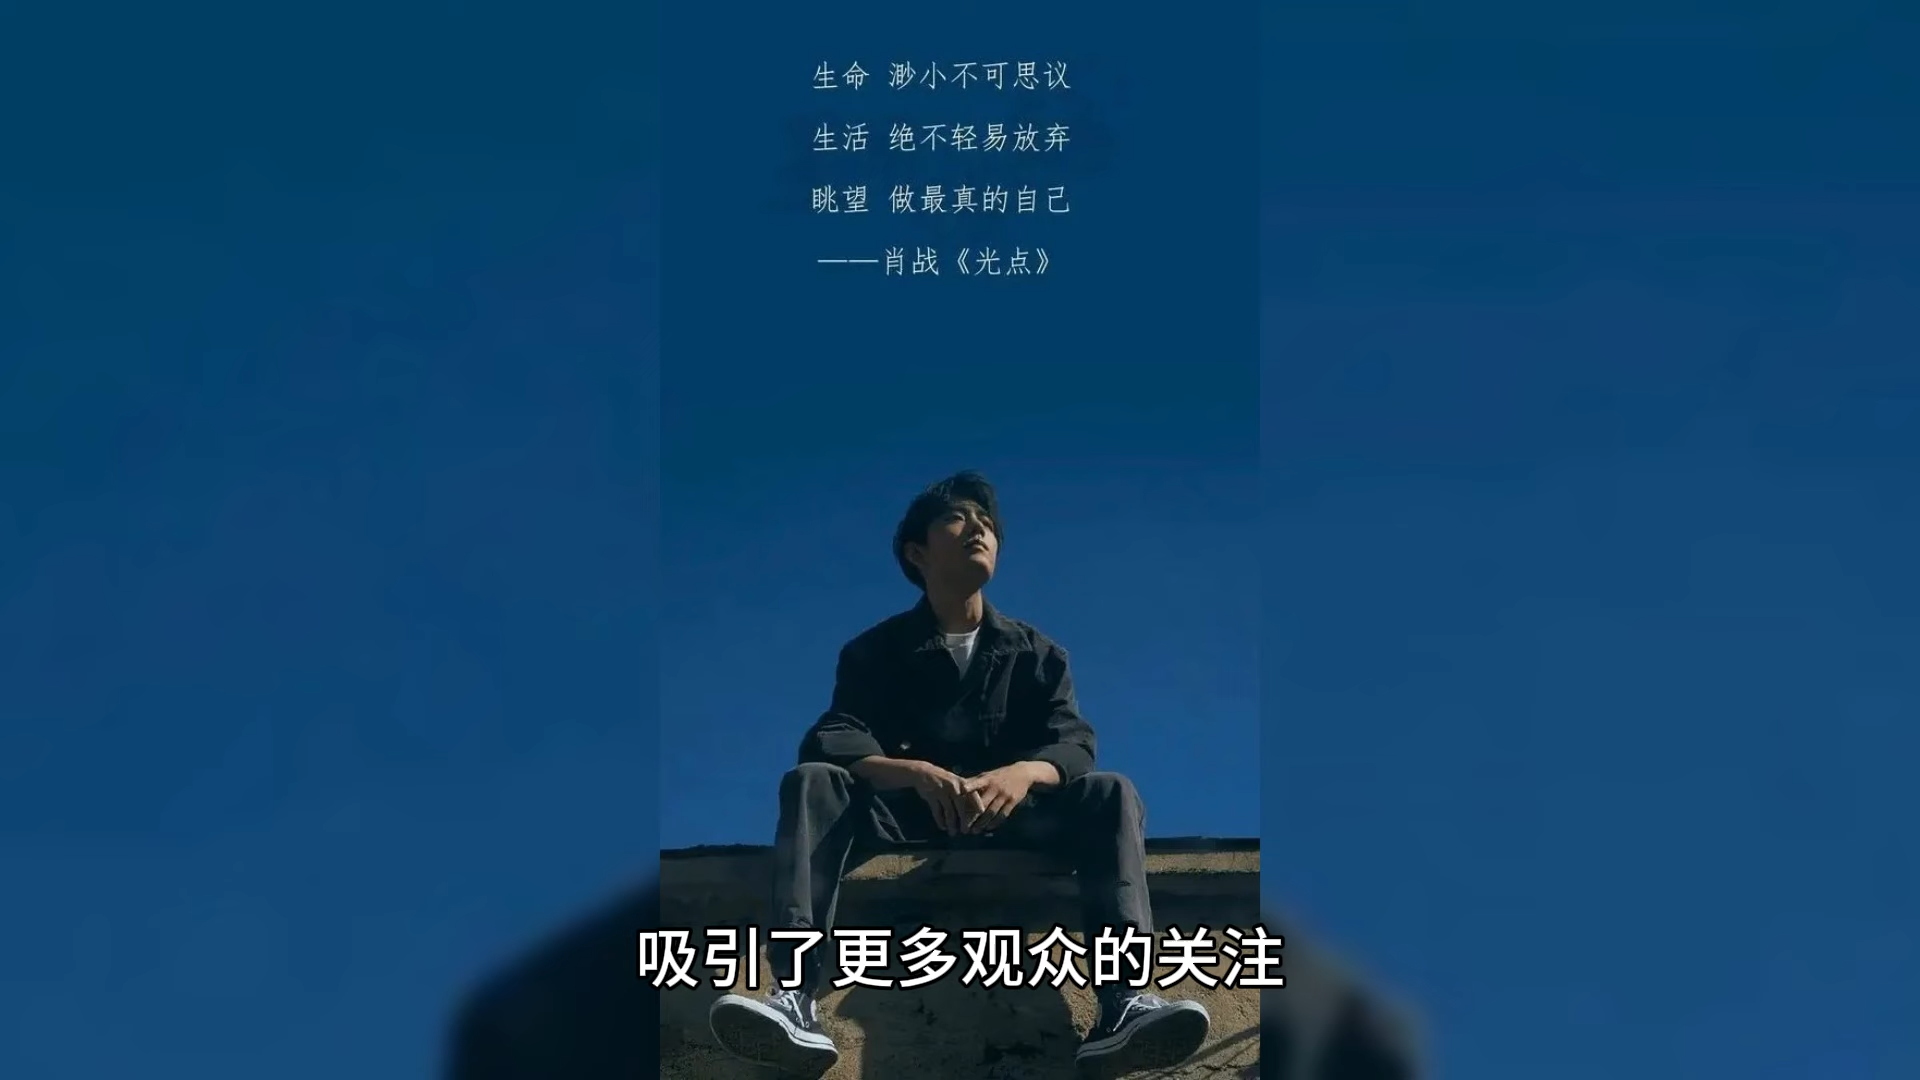 生命 渺小不可思议
生活 绝不轻易放弃
眺望 做最真的自己
——肖战《光点》
吸引了更多观众的关注